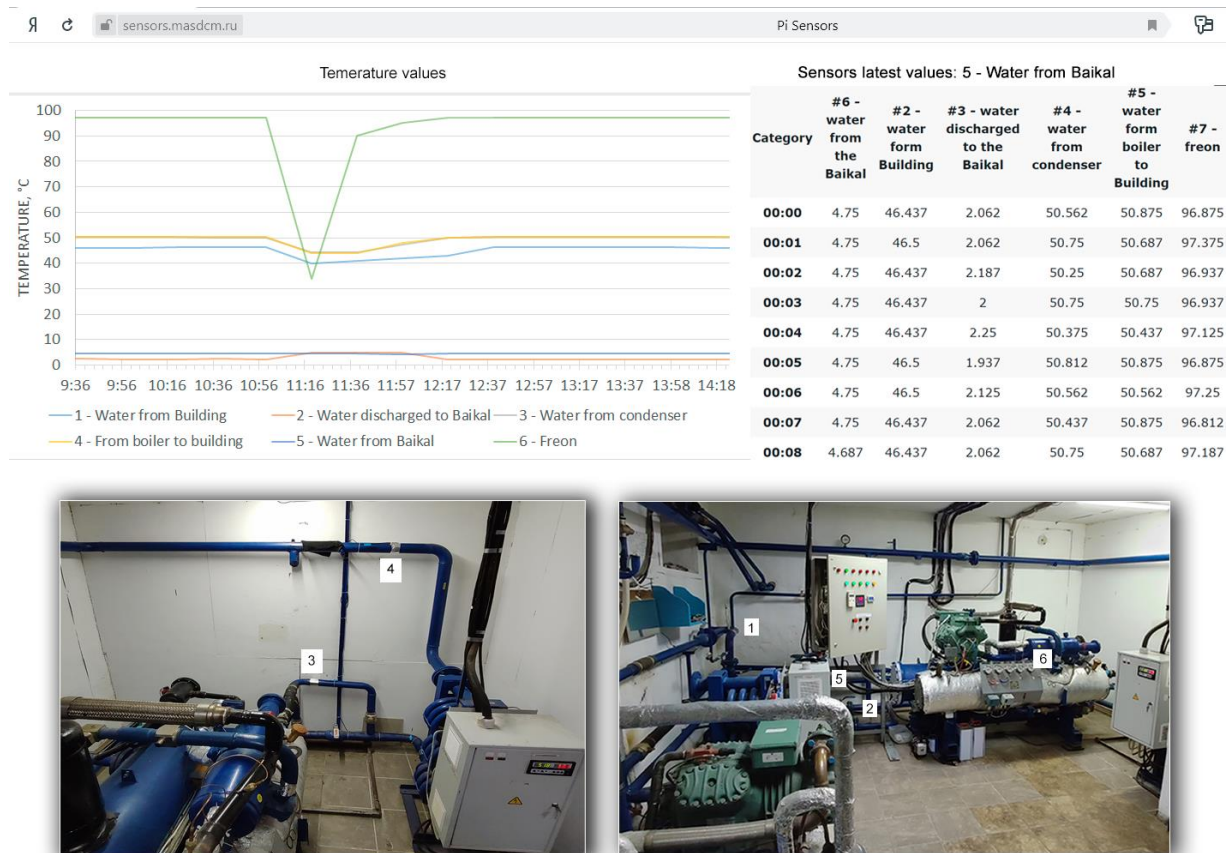 Я sensors.masdcm.ru Pi Sensors
Temerature values
100
90
80
70
60
50
40
30
20
10
0
TEMPERATURE, °C
9:36 9:56 10:16 10:36 10:56 11:16 11:36 11:57 12:17 12:37 12:57 13:17 13:37 13:58 14:18
1 - Water from Building 2 - Water discharged to Baikal 3 - Water from condenser
4 - From boiler to building 5 - Water from Baikal 6 - Freon
Sensors latest values: 5 - Water from Baikal
Category #6 - water from the Baikal #2 - water form Building #3 - water discharged to the Baikal #4 - water from condenser #5 - water form boiler to Building #7 - freon
00:00 4.75 46.437 2.062 50.562 50.875 96.875
00:01 4.75 46.5 2.062 50.75 50.687 97.375
00:02 4.75 46.437 2.187 50.25 50.687 96.937
00:03 4.75 46.437 2 50.75 50.75 96.937
00:04 4.75 46.437 2.25 50.375 50.437 97.125
00:05 4.75 46.5 1.937 50.812 50.875 96.875
00:06 4.75 46.5 2.125 50.562 50.562 97.25
00:07 4.75 46.437 2.062 50.437 50.875 96.812
00:08 4.687 46.437 2.062 50.75 50.687 97.187
4
3
1
5
2
6